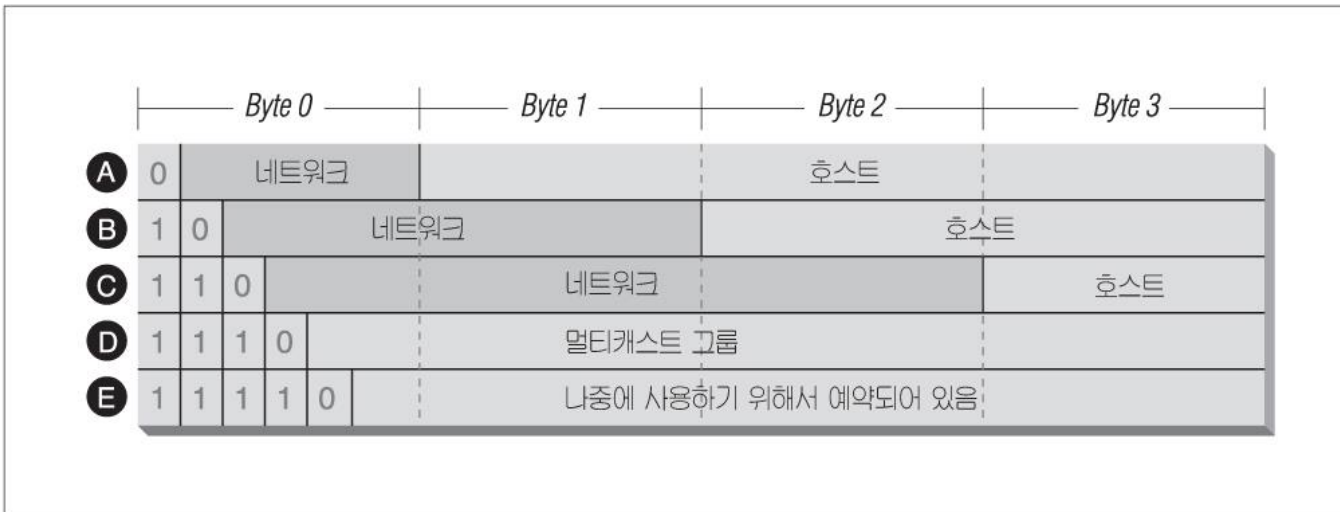 Byte 0 Byte 1 Byte 2 Byte 3
A 0 네트워크 호스트
B 1 0 네트워크 호스트
C 1 1 0 네트워크 호스트
D 1 1 1 0 멀티캐스트 그룹
E 1 1 1 1 0 나중에 사용하기 위해서 예약되어 있음